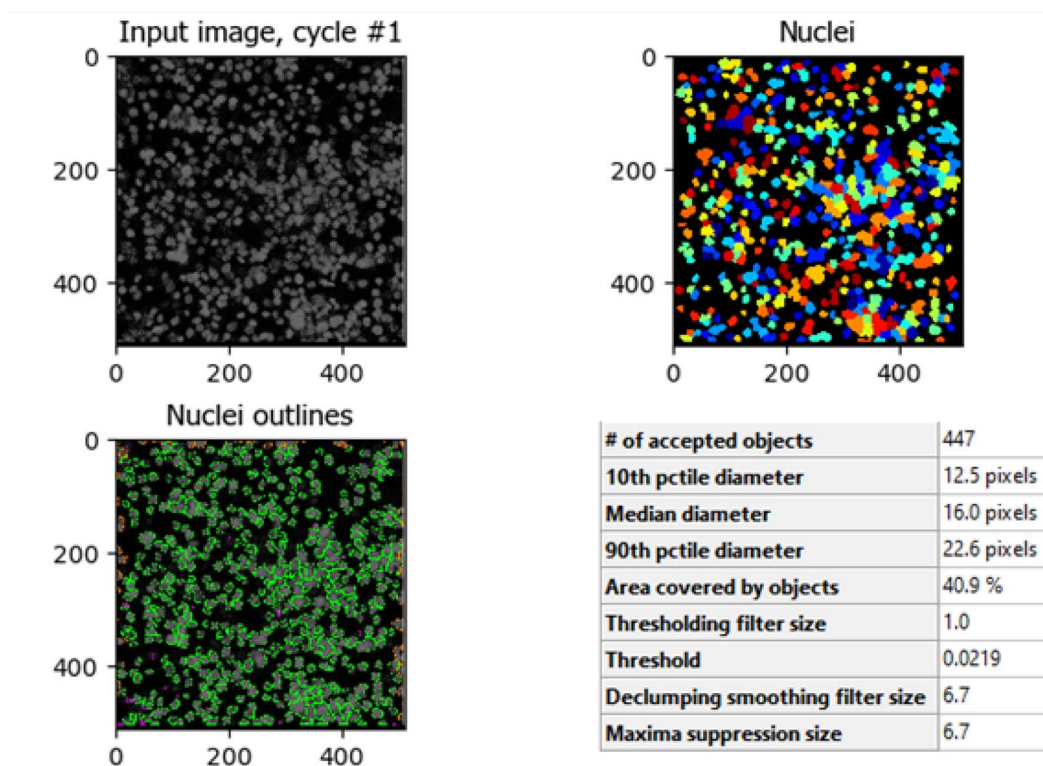 Input image, cycle #1
0
200
400
0 200 400
Nuclei
0
200
400
0 200 400
Nuclei outlines
0
200
400
0 200 400
# of accepted objects 447
10th pctile diameter 12.5 pixels
Median diameter 16.0 pixels
90th pctile diameter 22.6 pixels
Area covered by objects 40.9 %
Thresholding filter size 1.0
Threshold 0.0219
Declumping smoothing filter size 6.7
Maxima suppression size 6.7